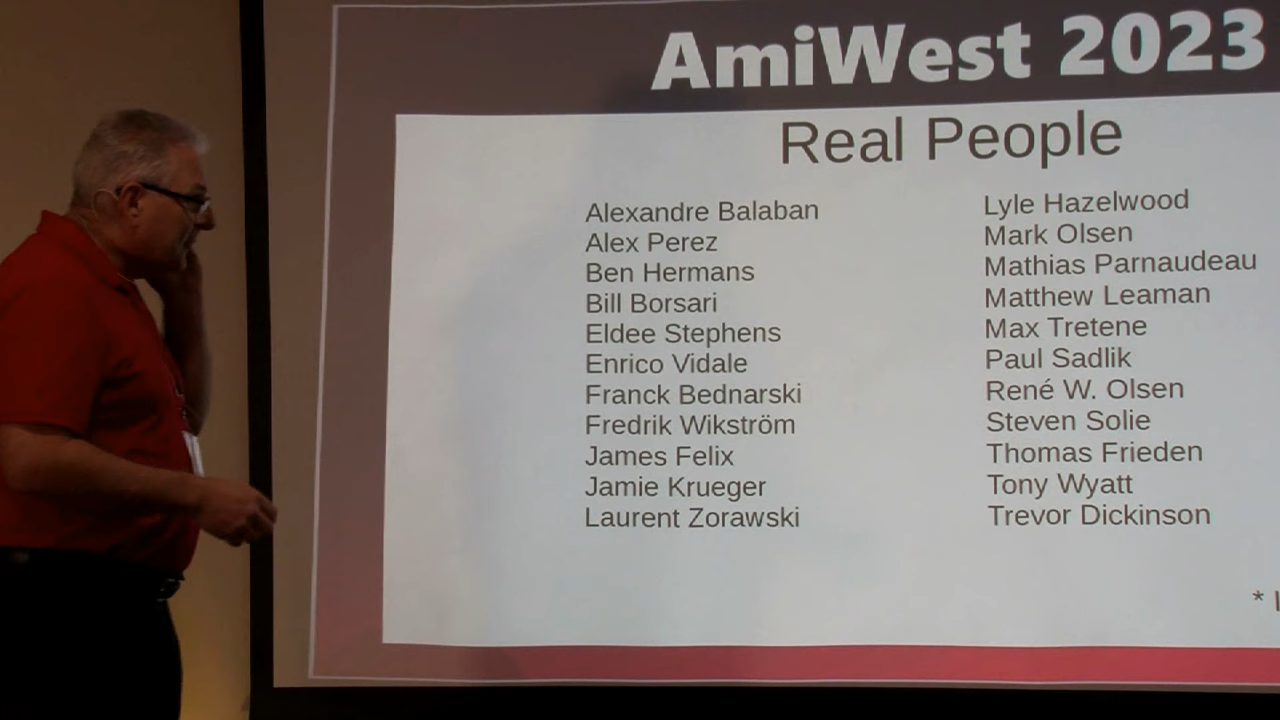 AmiWest 2023
Real People
Alexandre Balaban
Alex Perez
Ben Hermans
Bill Borsari
Eldee Stephens
Enrico Vidale
Franck Bednarski
Fredrik Wikström
James Felix
Jamie Krueger
Laurent Zorawski
Lyle Hazelwood
Mark Olsen
Mathias Parnaudeau
Matthew Leaman
Max Tretene
Paul Sadlik
René W. Olsen
Steven Solie
Thomas Frieden
Tony Wyatt
Trevor Dickinson
*